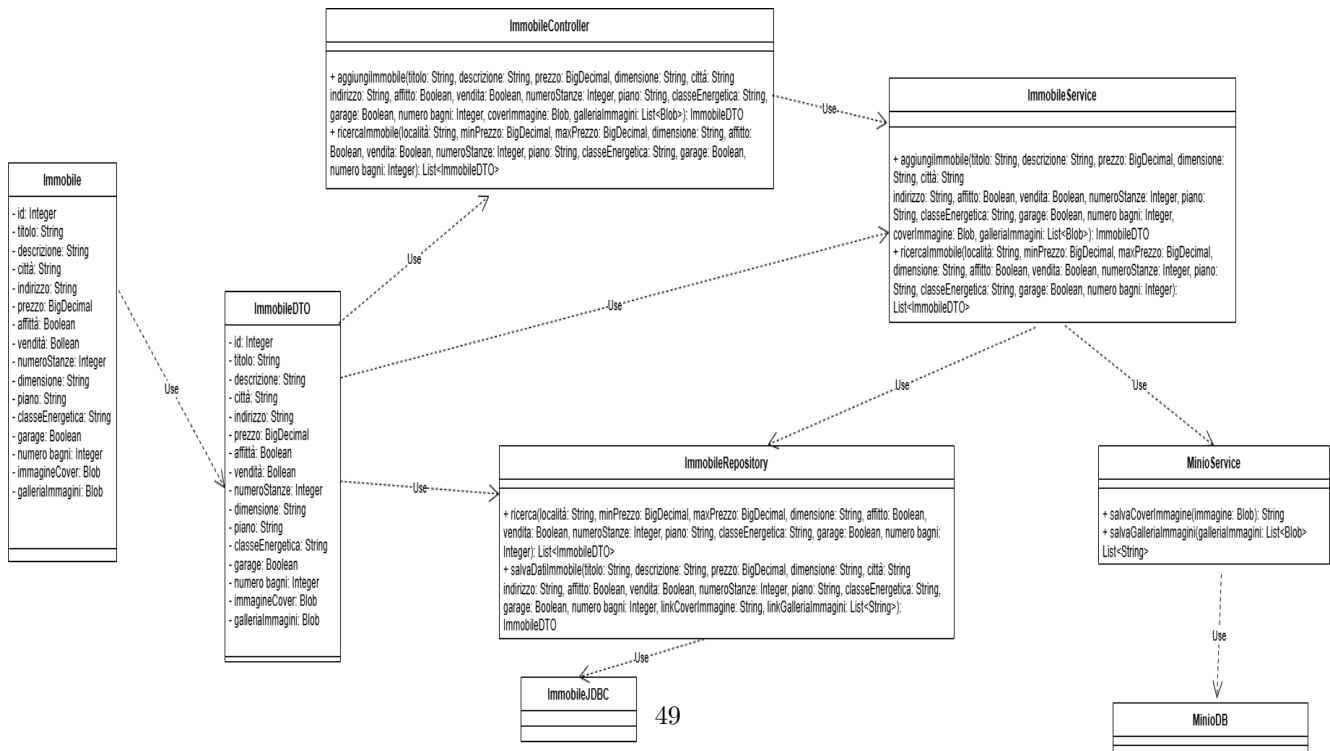 ImmobileController
+ aggiungiImmobile(titolo: String, descrizione: String, prezzo: BigDecimal, dimensione: String, città: String
indirizzo: String, affitto: Boolean, vendita: Boolean, numeroStanze: Integer, piano: String, classeEnergetica: String,
garage: Boolean, numero bagni: Integer, coverImmagine: Blob, galleriaImmagini: List<Blob>): ImmobileDTO
+ ricercaImmobile(località: String, minPrezzo: BigDecimal, maxPrezzo: BigDecimal, dimensione: String, affitto:
Boolean, vendita: Boolean, numeroStanze: Integer, piano: String, classeEnergetica: String, garage: Boolean,
numero bagni: Integer): List<ImmobileDTO>
Use
ImmobileService
+ aggiungiImmobile(titolo: String, descrizione: String, prezzo: BigDecimal, dimensione:
String, città: String
indirizzo: String, affitto: Boolean, vendita: Boolean, numeroStanze: Integer, piano:
String, classeEnergetica: String, garage: Boolean, numero bagni: Integer,
coverImmagine: Blob, galleriaImmagini: List<Blob>): ImmobileDTO
+ ricercaImmobile(località: String, minPrezzo: BigDecimal, maxPrezzo: BigDecimal,
dimensione: String, affitto: Boolean, vendita: Boolean, numeroStanze: Integer, piano:
String, classeEnergetica: String, garage: Boolean, numero bagni: Integer):
List<ImmobileDTO>
Immobile
- id: Integer
- titolo: String
- descrizione: String
- città: String
- indirizzo: String
- prezzo: BigDecimal
- affittà: Boolean
- vendità: Bollean
- numeroStanze: Integer
- dimensione: String
- piano: String
- classeEnergetica: String
- garage: Boolean
- numero bagni: Integer
- immagineCover: Blob
- galleriaImmagini: Blob
Use
ImmobileDTO
- id: Integer
- titolo: String
- descrizione: String
- città: String
- indirizzo: String
- prezzo: BigDecimal
- affittà: Boolean
- vendità: Bollean
- numeroStanze: Integer
- dimensione: String
- piano: String
- classeEnergetica: String
- garage: Boolean
- numero bagni: Integer
- immagineCover: Blob
- galleriaImmagini: Blob
Use
Use
Use
Use
Use
ImmobileRepository
+ ricerca(località: String, minPrezzo: BigDecimal, maxPrezzo: BigDecimal, dimensione: String, affitto: Boolean,
vendita: Boolean, numeroStanze: Integer, piano: String, classeEnergetica: String, garage: Boolean, numero bagni:
Integer): List<ImmobileDTO>
+ salvaDatiImmobile(titolo: String, descrizione: String, prezzo: BigDecimal, dimensione: String, città: String
indirizzo: String, affitto: Boolean, vendita: Boolean, numeroStanze: Integer, piano: String, classeEnergetica: String,
garage: Boolean, numero bagni: Integer, linkCoverImmagine: String, linkGalleriaImmagini: List<String>):
ImmobileDTO
MinioService
+ salvaCoverImmagine(immagine: Blob): String
+ salvaGalleriaImmagini(galleriaImmagini: List<Blob>
List<String>
Use
Use
ImmobileJDBC
49
MinioDB